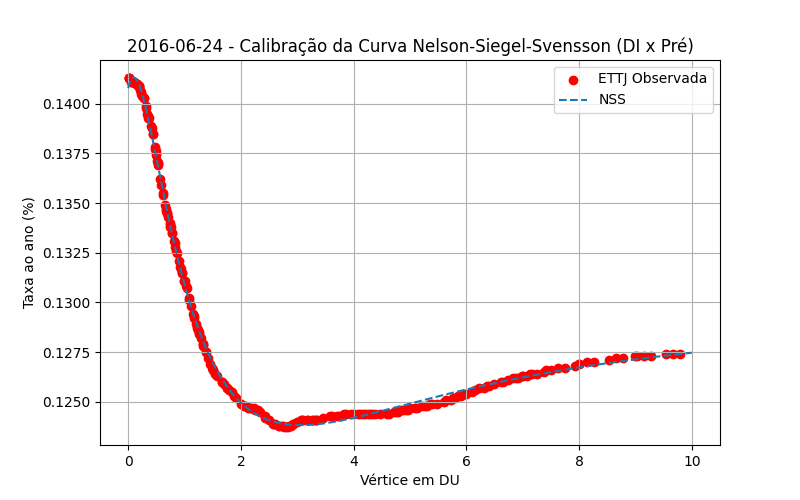 2016-06-24 - Calibração da Curva Nelson-Siegel-Svensson (DI x Pré)
ETTJ Observada
NSS
Taxa ao ano (%)
0.1400
0.1375
0.1350
0.1325
0.1300
0.1275
0.1250
0 2 4 6 8 10
Vértice em DU